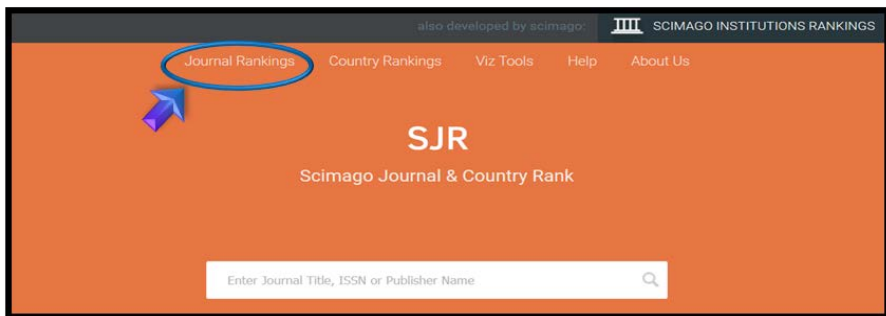 also developed by scimago: SCIMAGO INSTITUTIONS RANKINGS
Journal Rankings Country Rankings Viz Tools Help About Us
SJR
Scimago Journal & Country Rank
Enter Journal Title, ISSN or Publisher Name